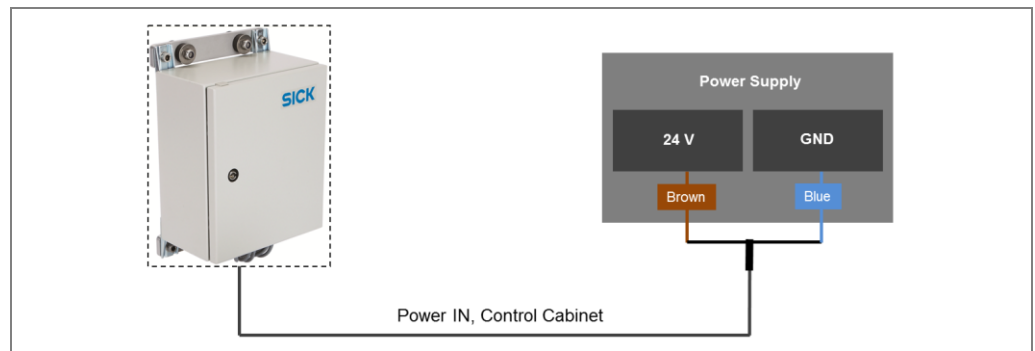 SICK
Power Supply
24 V
GND
Brown
Blue
Power IN, Control Cabinet